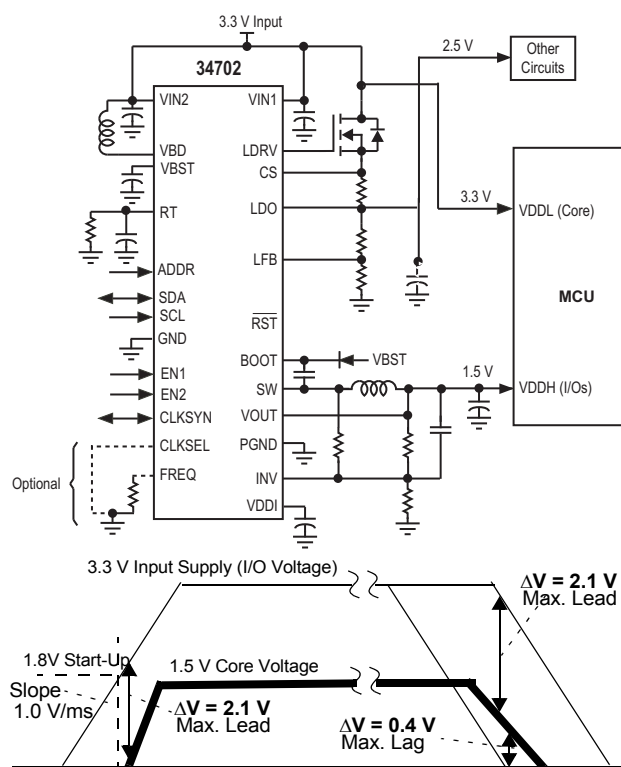 3.3 V Input
34702
VIN2
VIN1
VBD
LDRV
VBST
CS
RT
LDO
ADDR
LFB
SDA
SCL
RST
GND
BOOT
VBST
EN1
SW
EN2
VOUT
CLKSYN
PGND
CLKSEL
FREQ
INV
VDDI
Optional
2.5 V
Other
Circuits
3.3 V
VDDL (Core)
MCU
1.5 V
VDDH (I/Os)
3.3 V Input Supply (I/O Voltage)
ΔV = 2.1 V
Max. Lead
1.8V Start-Up
1.5 V Core Voltage
Slope
1.0 V/ms
ΔV = 2.1 V
Max. Lead
ΔV = 0.4 V
Max. Lag